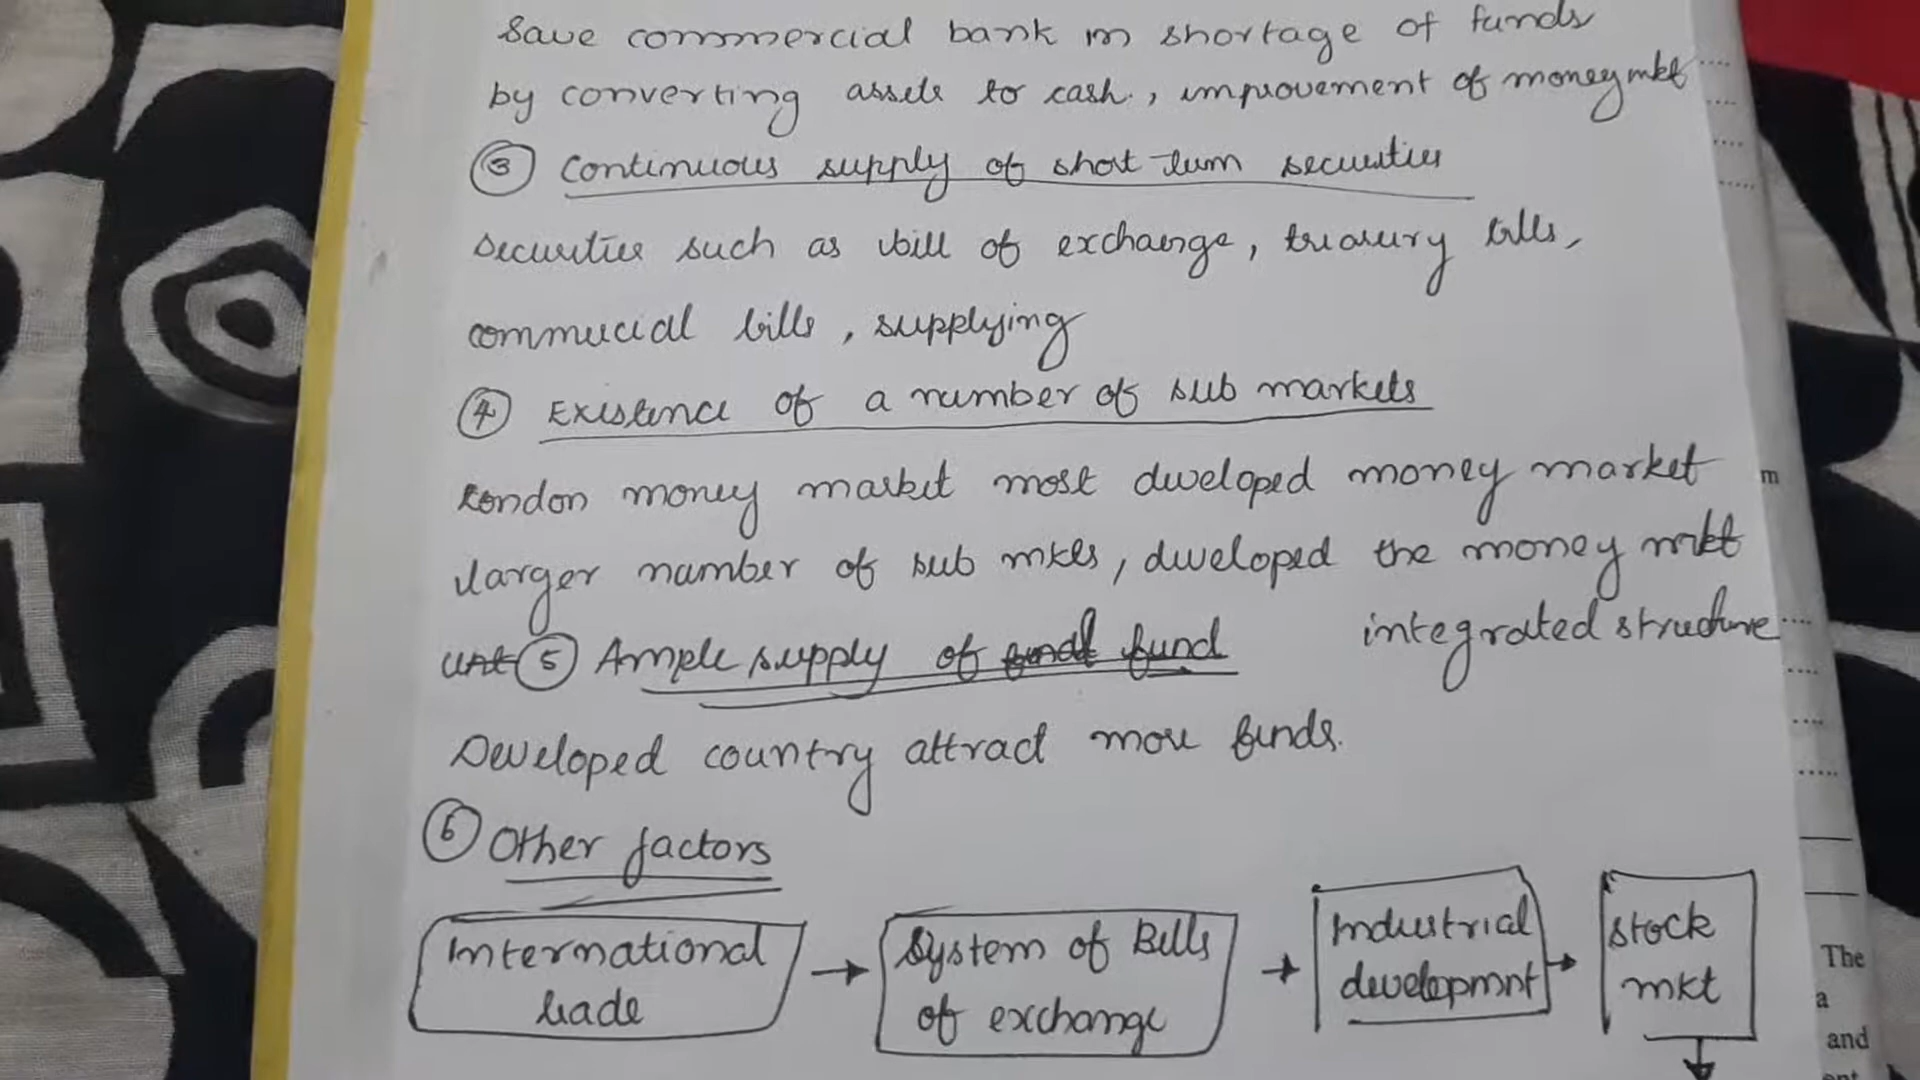 Save commercial bank in shortage of funds
by converting assets to cash., improvement of money mkt
③ Continuous supply of short term securities
securities such as bill of exchange, treasury bills,
commercial bills, supplying
④ Existence of a number of sub markets
London money market most developed money market
larger number of sub mkts, developed the money mkt
integrated structure
⑤ Ample supply of fund
Developed country attract more funds.
⑥ Other factors
International trade → System of Bills of exchange → Industrial developmnt → stock mkt
m
The
a
and